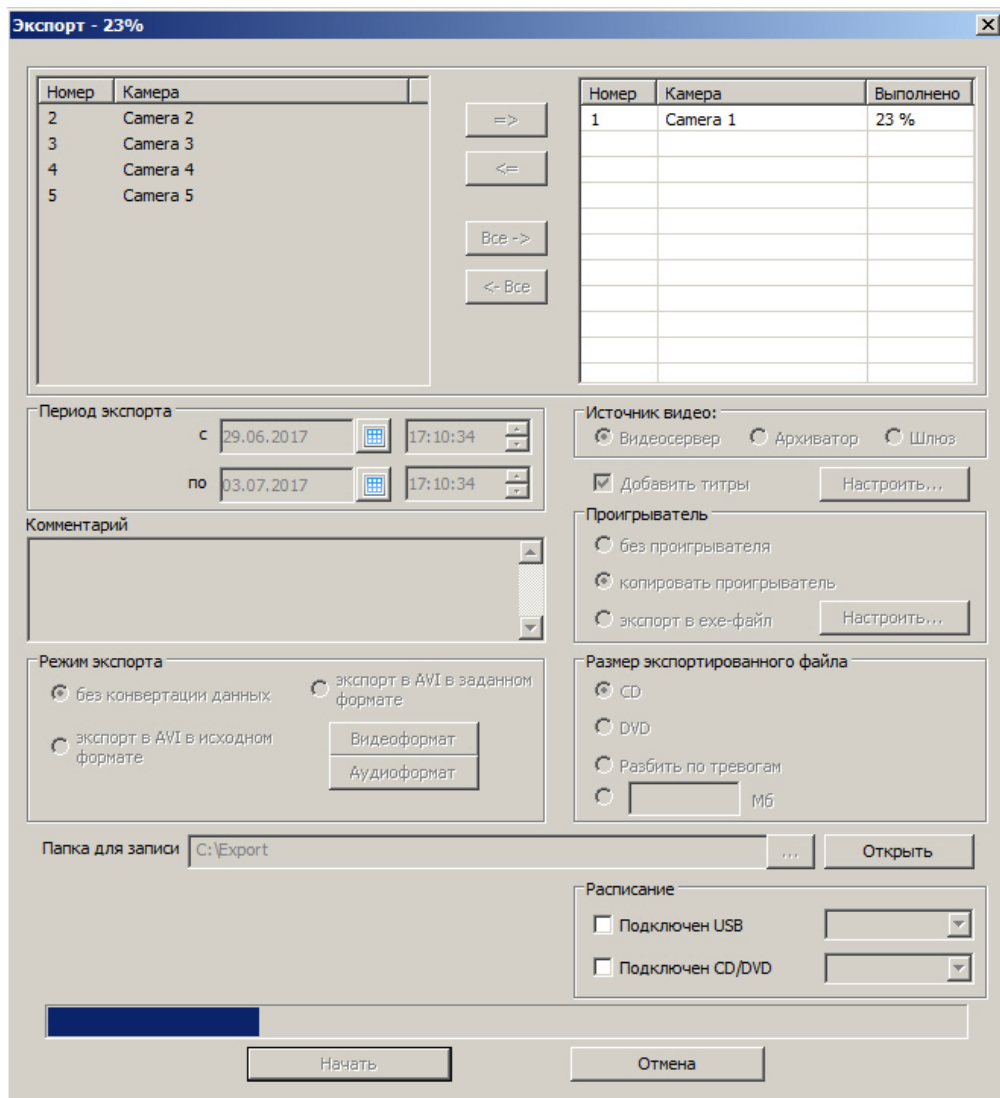 Экспорт - 23%
Номер Камера
2 Camera 2
3 Camera 3
4 Camera 4
5 Camera 5
=>
<=
Все ->
<- Все
Номер Камера Выполнено
1 Camera 1 23 %
Период экспорта
с 29.06.2017 17:10:34
по 03.07.2017 17:10:34
Источник видео:
Видеосервер Архиватор Шлюз
Добавить титры Настроить...
Комментарий
Проигрыватель
без проигрывателя
копировать проигрыватель
экспорт в exe-файл Настроить...
Режим экспорта
без конвертации данных
экспорт в AVI в заданном
формате
экспорт в AVI в исходном
формате
Видеоформат
Аудиоформат
Размер экспортированного файла
CD
DVD
Разбить по тревогам
Мб
Папка для записи C:\Export ... Открыть
Расписание
Подключен USB
Подключен CD/DVD
Начать Отмена